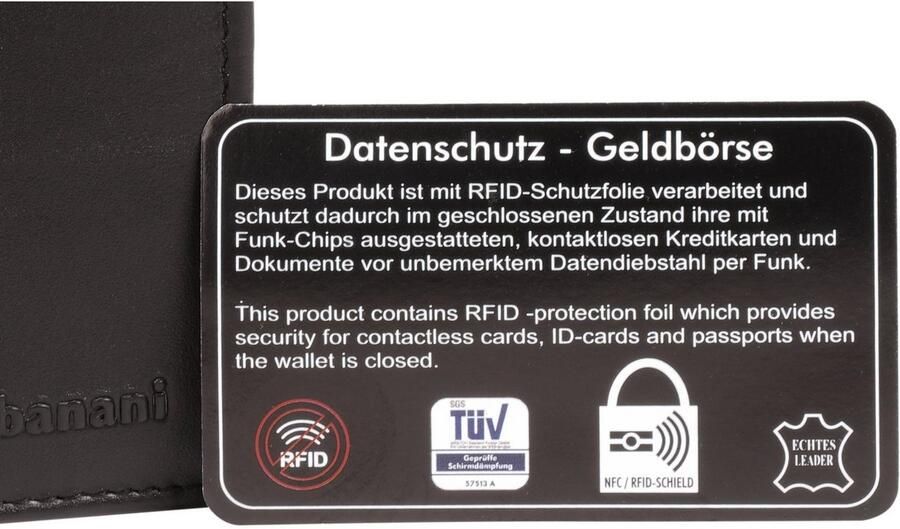 Datenschutz - Geldbörse
Dieses Produkt ist mit RFID-Schutzfolie verarbeitet und
schutzt dadurch im geschlossenen Zustand ihre mit
Funk-Chips ausgestatteten, kontaktlosen Kreditkarten und
Dokumente vor unbemerktem Datendiebstahl per Funk.
This product contains RFID -protection foil which provides
security for contactless cards, ID-cards and passports when
the wallet is closed.
banani
RFID
SGS
TÜV
Geprüfte
Schirmdämpfung
57513 A
NFC / RFID-SCHIELD
ECHTES
LEADER